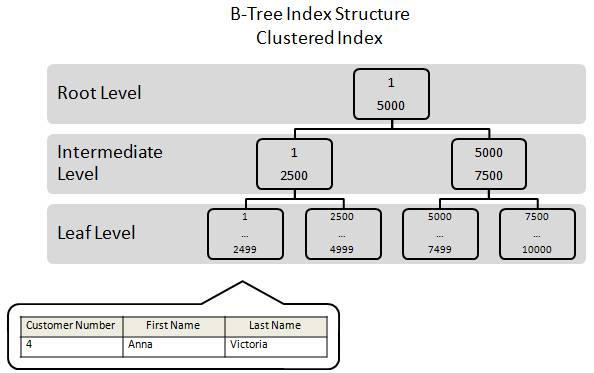 B-Tree Index Structure
Clustered Index
Root Level
1
5000
Intermediate
Level
1
2500
5000
7500
Leaf Level
1
...
2499
2500
...
4999
5000
...
7499
7500
...
10000
Customer Number First Name Last Name
4 Anna Victoria